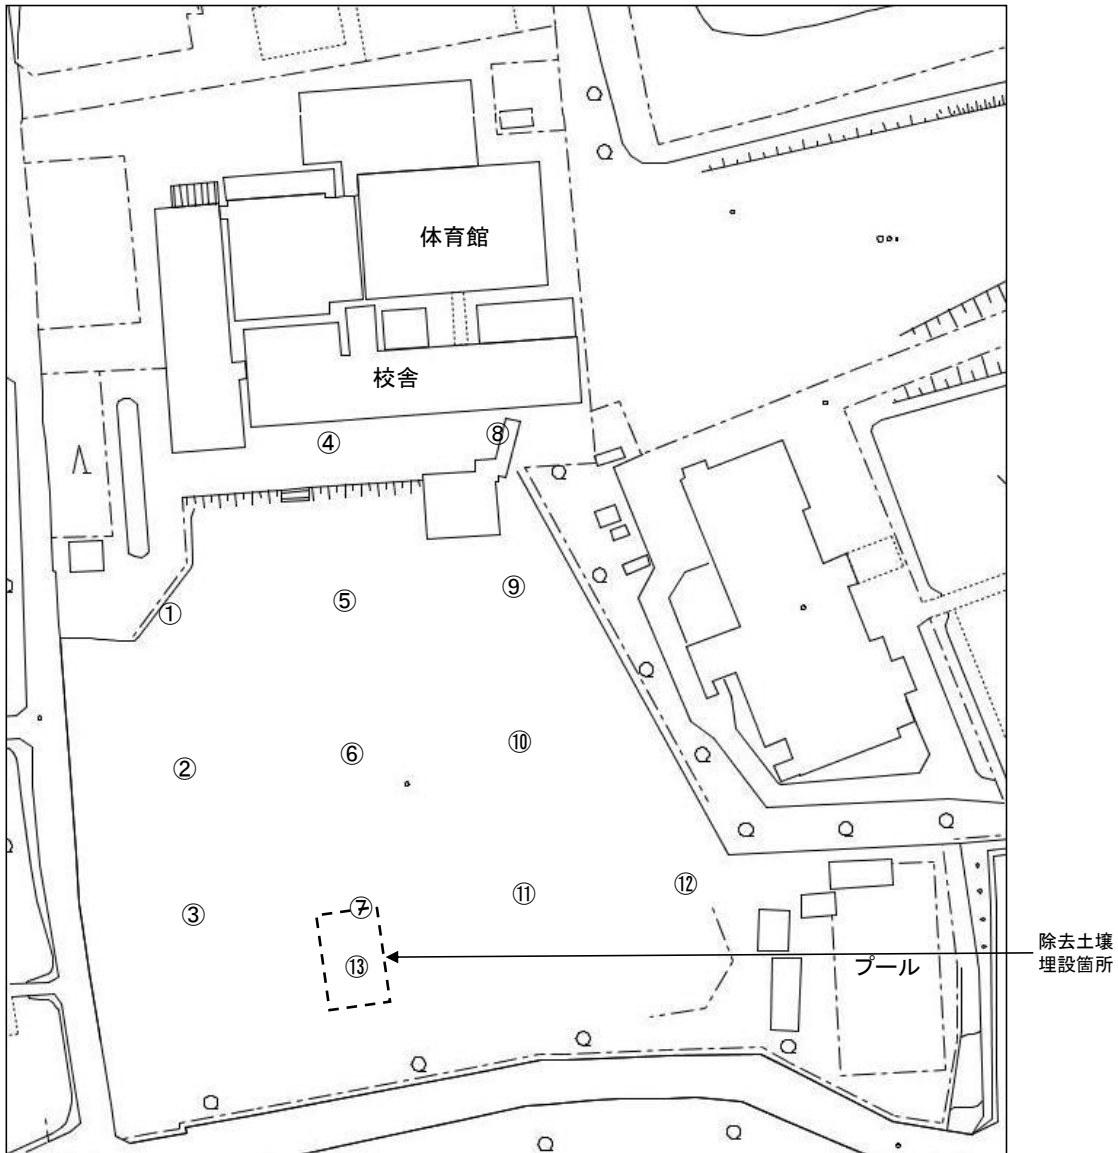 体育館
校舎
④
⑧
①
⑤
⑨
②
⑥
⑩
③
⑦
⑪
⑫
⑬
プール
除去土壌
埋設箇所